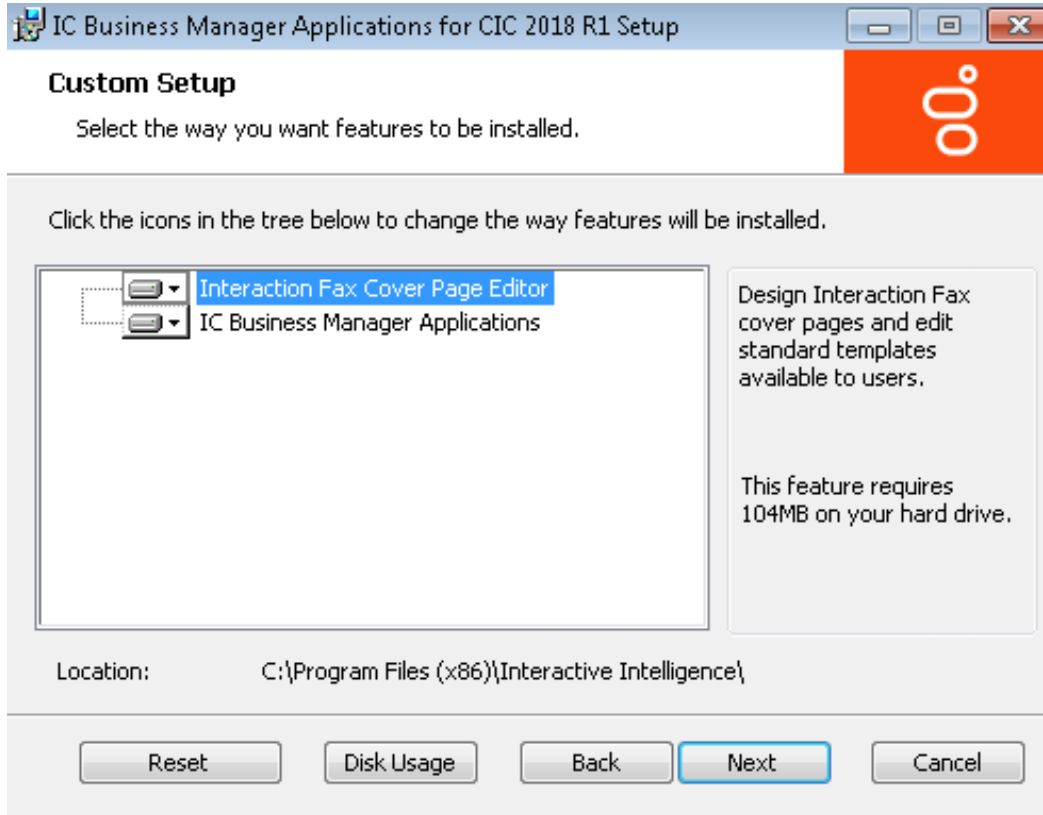 IC Business Manager Applications for CIC 2018 R1 Setup
Custom Setup
Select the way you want features to be installed.
Click the icons in the tree below to change the way features will be installed.
Interaction Fax Cover Page Editor
IC Business Manager Applications
Design Interaction Fax
cover pages and edit
standard templates
available to users.
This feature requires
104MB on your hard drive.
Location: C:\Program Files (x86)\Interactive Intelligence\
Reset Disk Usage Back Next Cancel